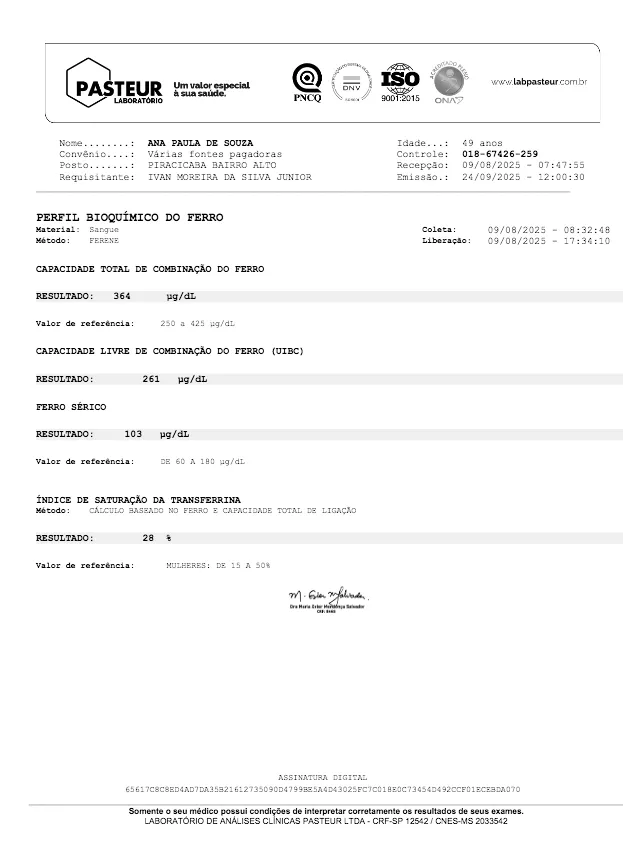 PASTEUR
LABORATÓRIO
Um valor especial
à sua saúde.
PNCQ
DNV
ISO
9001:2015
ACREDITADO PLENO
ONA
www.labpasteur.com.br
Nome.......: ANA PAULA DE SOUZA Idade...: 49 anos
Convênio....: Várias fontes pagadoras Controle: 018-67426-259
Posto.......: PIRACICABA BAIRRO ALTO Recepção: 09/08/2025 - 07:47:55
Requisitante: IVAN MOREIRA DA SILVA JUNIOR Emissão.: 24/09/2025 - 12:00:30
PERFIL BIOQUÍMICO DO FERRO
Material: Sangue Coleta: 09/08/2025 - 08:32:48
Método: FERENE Liberação: 09/08/2025 - 17:34:10
CAPACIDADE TOTAL DE COMBINAÇÃO DO FERRO
RESULTADO: 364 µg/dL
Valor de referência: 250 a 425 µg/dL
CAPACIDADE LIVRE DE COMBINAÇÃO DO FERRO (UIBC)
RESULTADO: 261 µg/dL
FERRO SÉRICO
RESULTADO: 103 µg/dL
Valor de referência: DE 60 A 180 µg/dL
ÍNDICE DE SATURAÇÃO DA TRANSFERRINA
Método: CÁLCULO BASEADO NO FERRO E CAPACIDADE TOTAL DE LIGAÇÃO
RESULTADO: 28 %
Valor de referência: MULHERES: DE 15 A 50%
Dra Maria Ester Mendonça Salvador
ASSINATURA DIGITAL
65617C8C8ED4AD7DA35B21612735090D4799BE5A4D43025FC7C018E0C73454D492CCF01ECEBDA070
Somente o seu médico possui condições de interpretar corretamente os resultados de seus exames.
LABORATÓRIO DE ANÁLISES CLÍNICAS PASTEUR LTDA - CRF-SP 12542 / CNES-MS 2033542